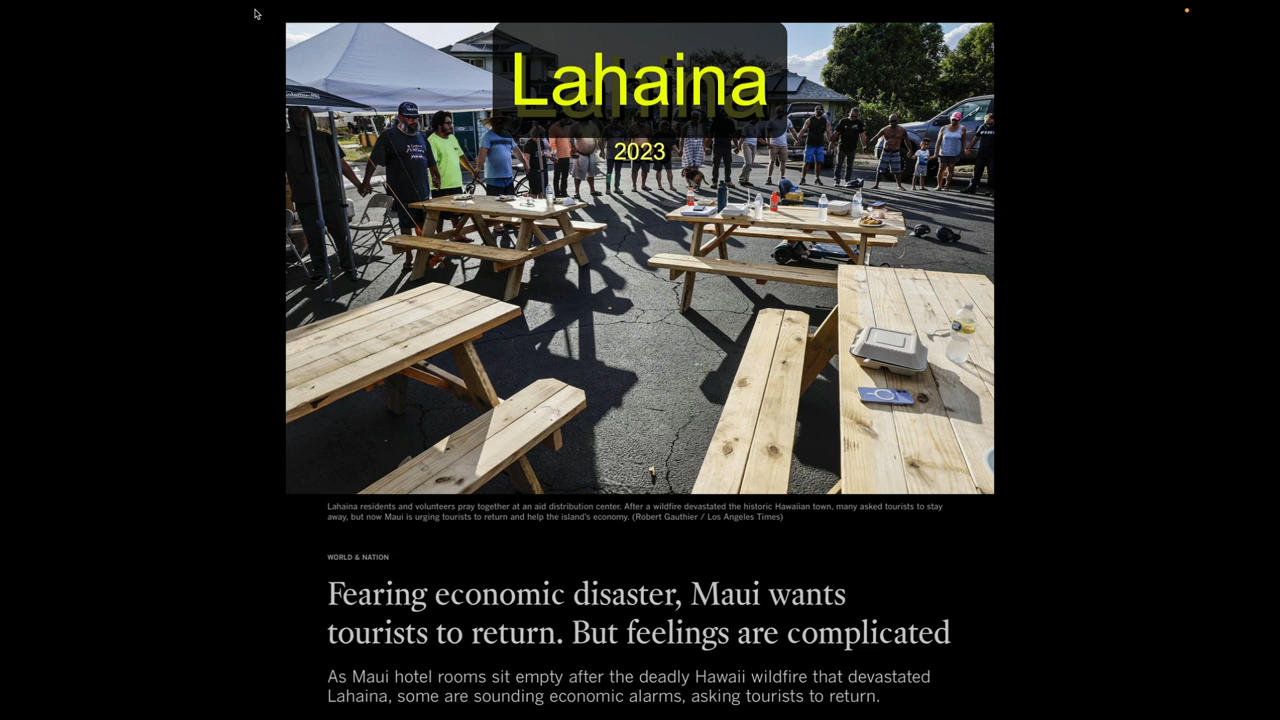 Lahaina
2023
Lahaina residents and volunteers pray together at an aid distribution center. After a wildfire devastated the historic Hawaiian town, many asked tourists to stay
away, but now Maui is urging tourists to return and help the island's economy. (Robert Gauthier / Los Angeles Times)
WORLD & NATION
Fearing economic disaster, Maui wants
tourists to return. But feelings are complicated
As Maui hotel rooms sit empty after the deadly Hawaii wildfire that devastated
Lahaina, some are sounding economic alarms, asking tourists to return.